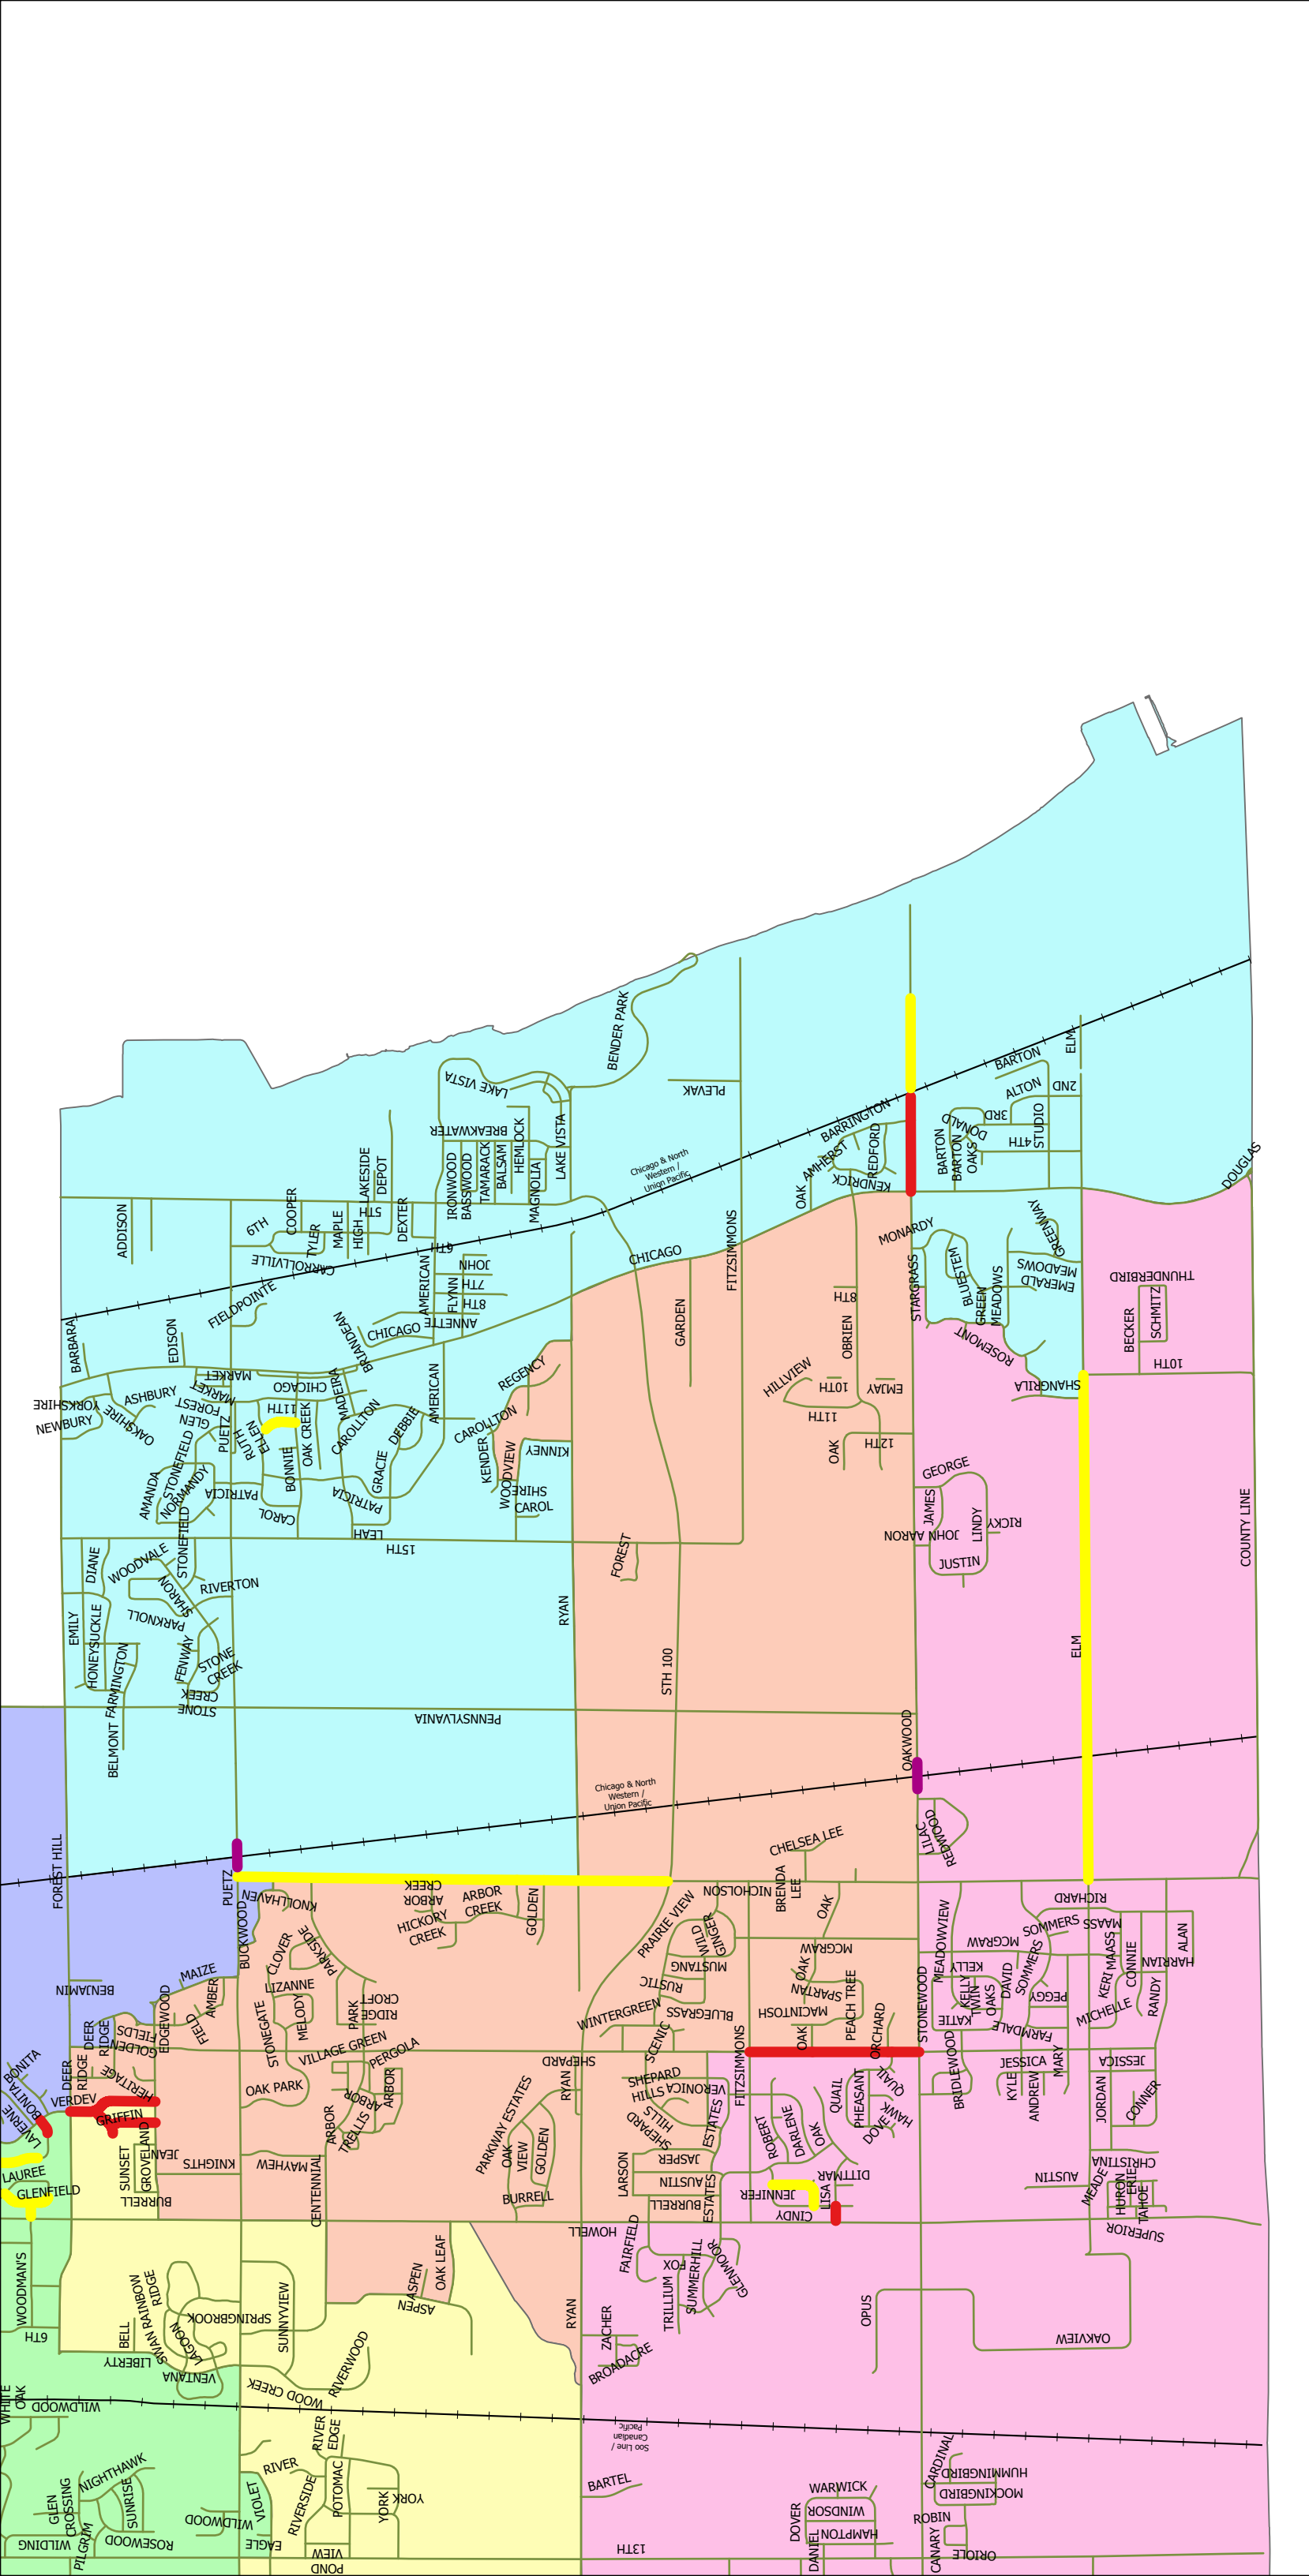 BENDER PARK
LAKE VISTA
PLEVAK
ELM
BARTON
ALTON
2ND
3RD
DONALD
STUDIO
4TH
BARTON
BARTON OAKS
BARRINGTON
AMHERST
REDFORD
KENDRICK
OAK
BREAKWATER
HEMLOCK
LAKE VISTA
IRONWOOD
BASSWOOD
TAMARACK
BALSAM
MAGNOLIA
Chicago & North
Western /
Union Pacific
DOUGLAS
LAKESIDE
DEPOT
5TH
DEXTER
HIGH
MAPLE
TYLER
COOPER
6TH
ADDISON
CARROLLVILLE
6TH
JOHN
7TH
8TH
FLYNN
AMERICAN
ANNETTE
CHICAGO
FITZSIMMONS
MONARDY
GREENWAY
EMERALD
MEADOWS
BLUESTEM
GREEN
MEADOWS
STARGRASS
ROSEMONT
THUNDERBIRD
SCHMITZ
BECKER
10TH
SHANGRILA
FIELDPOINTE
EDISON
BARBARA
BRIANDEAN
CHICAGO
MARKET
CHICAGO
MADEIRA
AMERICAN
REGENCY
GARDEN
8TH
OBRIEN
HILLVIEW
10TH
EMJAY
11TH
12TH
OAK
YORKSHIRE
NEWBURY
ASHBURY
OAKSHIRE
MARKET
FOREST
GLEN
PUETZ
RUTH
ELLEN
11TH
BONNIE
OAK CREEK
CAROLLTON
DEBBIE
GRACIE
CAROLLTON
KENDER
WOODVIEW
KINNEY
SHIRE
CAROL
AMANDA
STONEFIELD
NORMANDY
PATRICIA
CAROL
PATRICIA
LEAH
15TH
GEORGE
JAMES
JOHN AARON
LINDY
RICKY
JUSTIN
COUNTY LINE
DIANE
WOODVALE
STONEFIELD
SHARON
RIVERTON
PARKNOLL
EMILY
HONEYSUCKLE
FARMINGTON
BELMONT
FENWAY
STONE
CREEK
STONE
CREEK
FOREST
RYAN
STH 100
ELM
PENNSYLVANIA
OAKWOOD
Chicago & North
Western /
Union Pacific
FOREST HILL
PUETZ
LILAC
REDWOOD
CHELSEA LEE
BRENDA
LEE
NICHOLSON
OAK
RICHARD
KNOLLHAVEN
BUCKWOOD
ARBOR
CREEK
ARBOR
CREEK
HICKORY
CREEK
GOLDEN
PRAIRIE VIEW
WILD
GINGER
MUSTANG
RUSTIC
BLUEGRASS
WINTERGREEN
MCGRAW
OAK
SPARTAN
MACINTOSH
PEACH TREE
ORCHARD
OAK
MEADOWVIEW
MCGRAW
SOMMERS
MAASS
KELLY
KELLY
TWIN
OAKS
DAVID
SOMMERS
PEGGY
KATIE
FARMDALE
MICHELLE
KERI
MAASS
CONNIE
HARRIAN
ALAN
RANDY
STONEWOOD
CLOVER
PARKSIDE
LIZANNE
MELODY
STONEGATE
PARK
RIDGE
CROFT
VILLAGE GREEN
PERGOLA
BENJAMIN
MAIZE
AMBER
FIELD
EDGEWOOD
DEER
RIDGE
GOLDEN
FIELDS
DEER
RIDGE
HERITAGE
VERDEV
GRIFFIN
BONITA
BONITA
LAVERNE
LAUREE
GLENFIELD
SUNSET
GROVELAND
JEAN
KNIGHTS
BURRELL
OAK PARK
ARBOR
ARBOR
TRELLIS
ARBOR
MAYHEW
CENTENNIAL
PARKWAY ESTATES
OAK
VIEW
GOLDEN
BURRELL
SHEPARD
RYAN
SCENIC
SHEPARD
HILLS
VERONICA
SHEPARD
HILLS
ESTATES
JASPER
AUSTIN
BURRELL
LARSON
ESTATES
FITZSIMMONS
ROBERT
DARLENE
OAK
QUAIL
PHEASANT
QUAIL
HAWK
DOVE
DITTMAR
JENNIFER
LISA
CINDY
BRIDLEWOOD
JESSICA
KYLE
ANDREW
MARY
JESSICA
JORDAN
CONNER
CHRISTINA
AUSTIN
MEADE
HURON
ERIE
TAHOE
SUPERIOR
HOWELL
FAIRFIELD
FOX
TRILLIUM
SUMMERHILL
GLENMOOR
ZACHER
BROADACRE
RYAN
OPUS
OAKVIEW
OAK LEAF
ASPEN
ASPEN
WOODMAN'S
6TH
BELL
SWAN
RAINBOW
RIDGE
LAGOON
SPRINGBROOK
SUNNYVIEW
LIBERTY
VENTANA
WOOD CREEK
RIVERWOOD
WHITE
OAK
WILDWOOD
Soo Line /
Canadian
Pacific
RIVER
EDGE
RIVER
RIVERSIDE
POTOMAC
YORK
YORK
NIGHTHAWK
GLEN
CROSSING
SUNRISE
VIOLET
WILDWOOD
ROSEWOOD
WILDING
PILGRIM
EAGLE
POND
VIEW
BARTEL
13TH
WARWICK
WINDSOR
DOVER
HAMPTON
DANIEL
CARDINAL
HUMMINGBIRD
MOCKINGBIRD
ROBIN
CANARY
ORIOLE